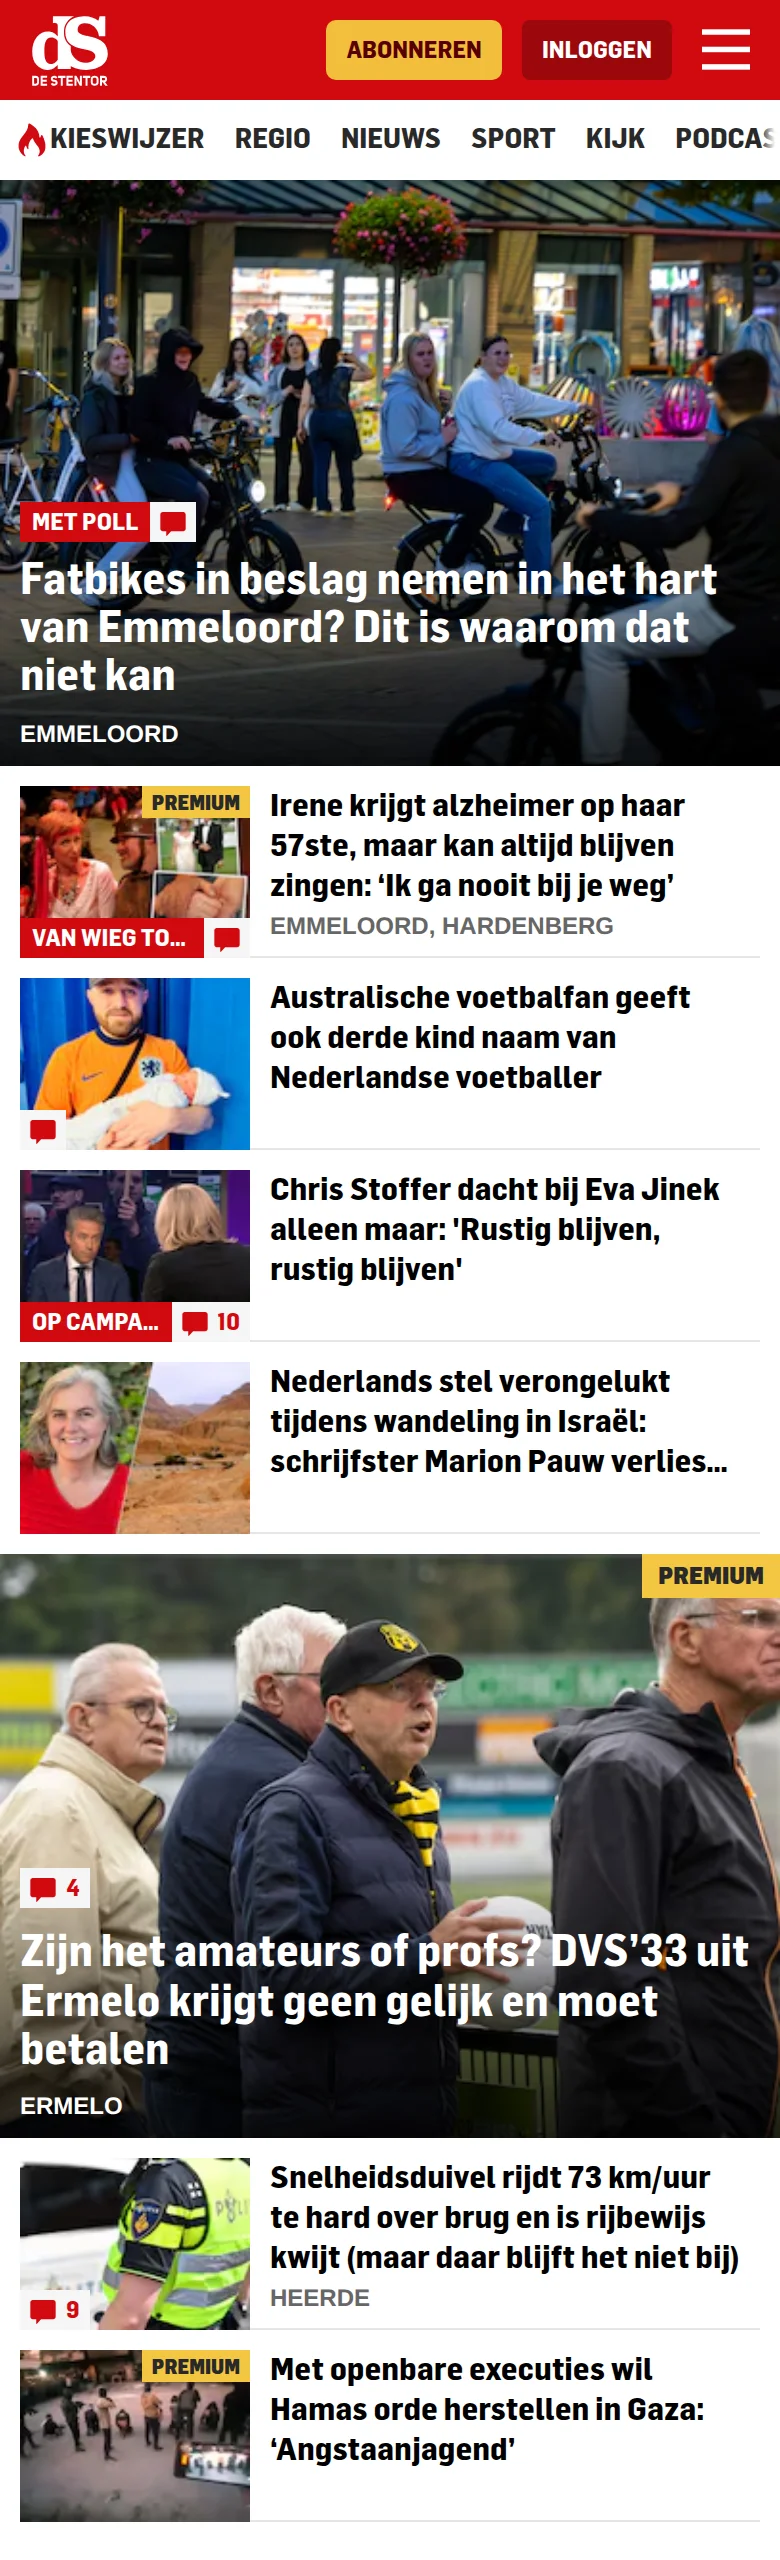 dS
DE STENTOR
ABONNEREN
INLOGGEN
KIESWIJZER REGIO NIEUWS SPORT KIJK PODCAS
MET POLL
Fatbikes in beslag nemen in het hart
van Emmeloord? Dit is waarom dat
niet kan
EMMELOORD
PREMIUM
VAN WIEG TO...
Irene krijgt alzheimer op haar
57ste, maar kan altijd blijven
zingen: ‘Ik ga nooit bij je weg’
EMMELOORD, HARDENBERG
Australische voetbalfan geeft
ook derde kind naam van
Nederlandse voetballer
OP CAMPA...
10
Chris Stoffer dacht bij Eva Jinek
alleen maar: 'Rustig blijven,
rustig blijven'
Nederlands stel verongelukt
tijdens wandeling in Israël:
schrijfster Marion Pauw verlies...
PREMIUM
4
Zijn het amateurs of profs? DVS’33 uit
Ermelo krijgt geen gelijk en moet
betalen
ERMELO
9
Snelheidsduivel rijdt 73 km/uur
te hard over brug en is rijbewijs
kwijt (maar daar blijft het niet bij)
HEERDE
PREMIUM
Met openbare executies wil
Hamas orde herstellen in Gaza:
‘Angstaanjagend’